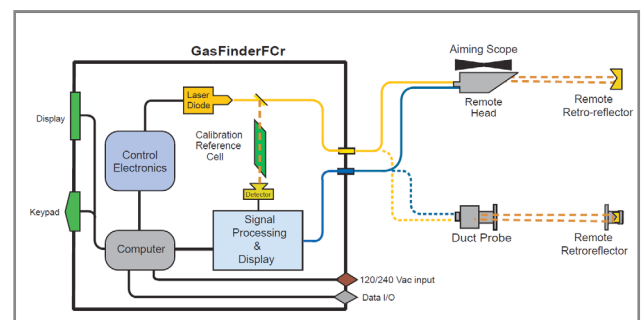 GasFinderFCr
Aiming Scope
Laser
Diode
Remote
Head
Remote
Retro-reflector
Display
Calibration
Reference
Cell
Control
Electronics
Detector
Keypad
Signal
Processing
&
Display
Computer
Duct Probe
Remote
Retroreflector
120/240 Vac input
Data I/O